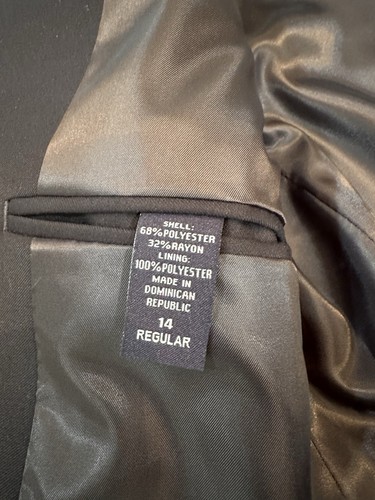 SHELL:
68%POLYESTER
32%RAYON
LINING:
100%POLYESTER
MADE IN
DOMINICAN
REPUBLIC
14
REGULAR